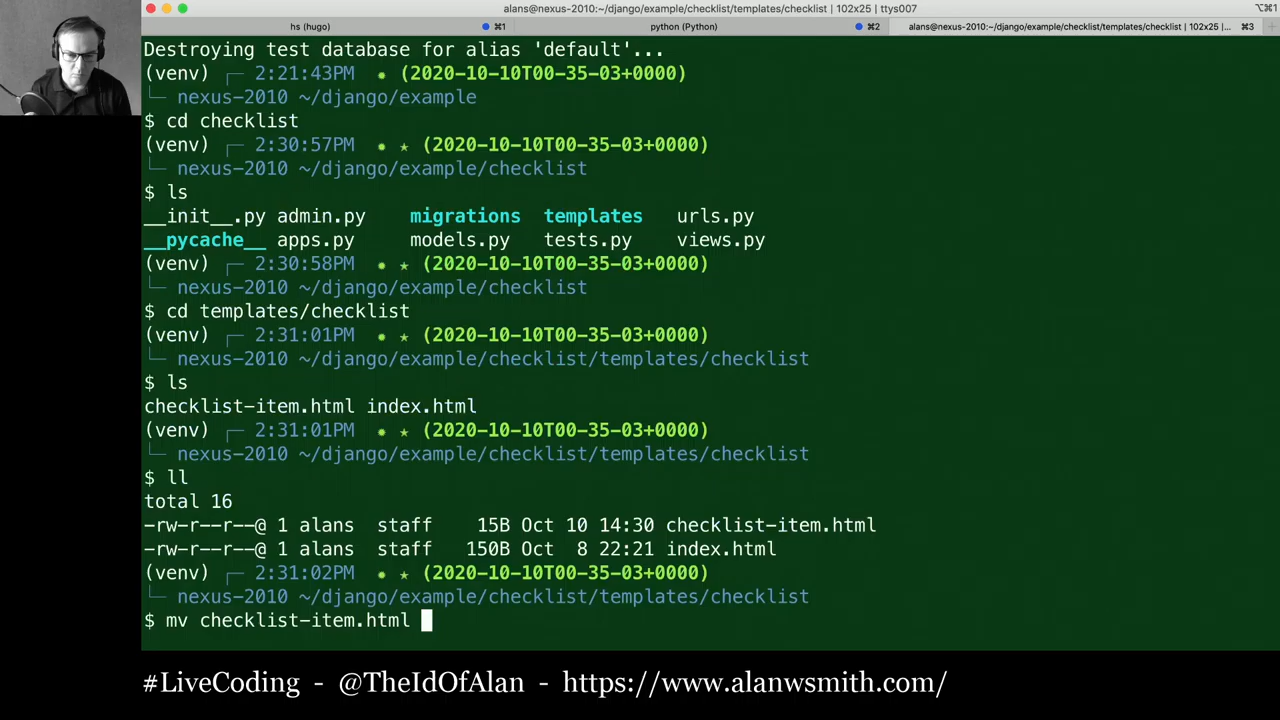 alans@nexus-2010:~/django/example/checklist/templates/checklist | 102x25 | ttys007
⌥⌘1
hs (hugo) ⌘1 python (Python) ⌘2 alans@nexus-2010:~/django/example/checklist/templates/checklist | 102x25 | ttys007 |... ⌘3
Destroying test database for alias 'default'...
(venv) ┌─ 2:21:43PM ✹ (2020-10-10T00-35-03+0000)
└─ nexus-2010 ~/django/example
$ cd checklist
(venv) ┌─ 2:30:57PM ✹ ★ (2020-10-10T00-35-03+0000)
└─ nexus-2010 ~/django/example/checklist
$ ls
__init__.py admin.py migrations templates urls.py
__pycache__ apps.py models.py tests.py views.py
(venv) ┌─ 2:30:58PM ✹ ★ (2020-10-10T00-35-03+0000)
└─ nexus-2010 ~/django/example/checklist
$ cd templates/checklist
(venv) ┌─ 2:31:01PM ✹ ★ (2020-10-10T00-35-03+0000)
└─ nexus-2010 ~/django/example/checklist/templates/checklist
$ ls
checklist-item.html index.html
(venv) ┌─ 2:31:01PM ✹ ★ (2020-10-10T00-35-03+0000)
└─ nexus-2010 ~/django/example/checklist/templates/checklist
$ ll
total 16
-rw-r--r--@ 1 alans staff 15B Oct 10 14:30 checklist-item.html
-rw-r--r--@ 1 alans staff 150B Oct 8 22:21 index.html
(venv) ┌─ 2:31:02PM ✹ ★ (2020-10-10T00-35-03+0000)
└─ nexus-2010 ~/django/example/checklist/templates/checklist
$ mv checklist-item.html
#LiveCoding - @TheIdOfAlan - https://www.alanwsmith.com/